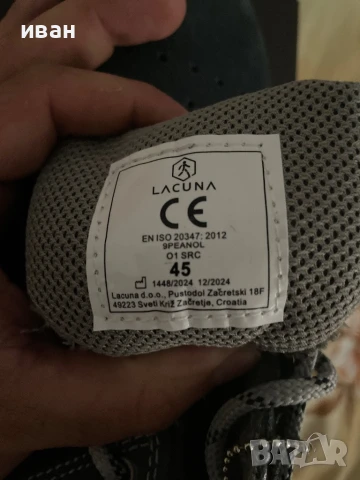 иван
LACUNA
CE
EN ISO 20347: 2012
9PEANOL
O1 SRC
45
1448/2024 12/2024
Lacuna d.o.o., Pustodol Začretski 18F
49223 Sveti Križ Začretje, Croatia
BAZAR